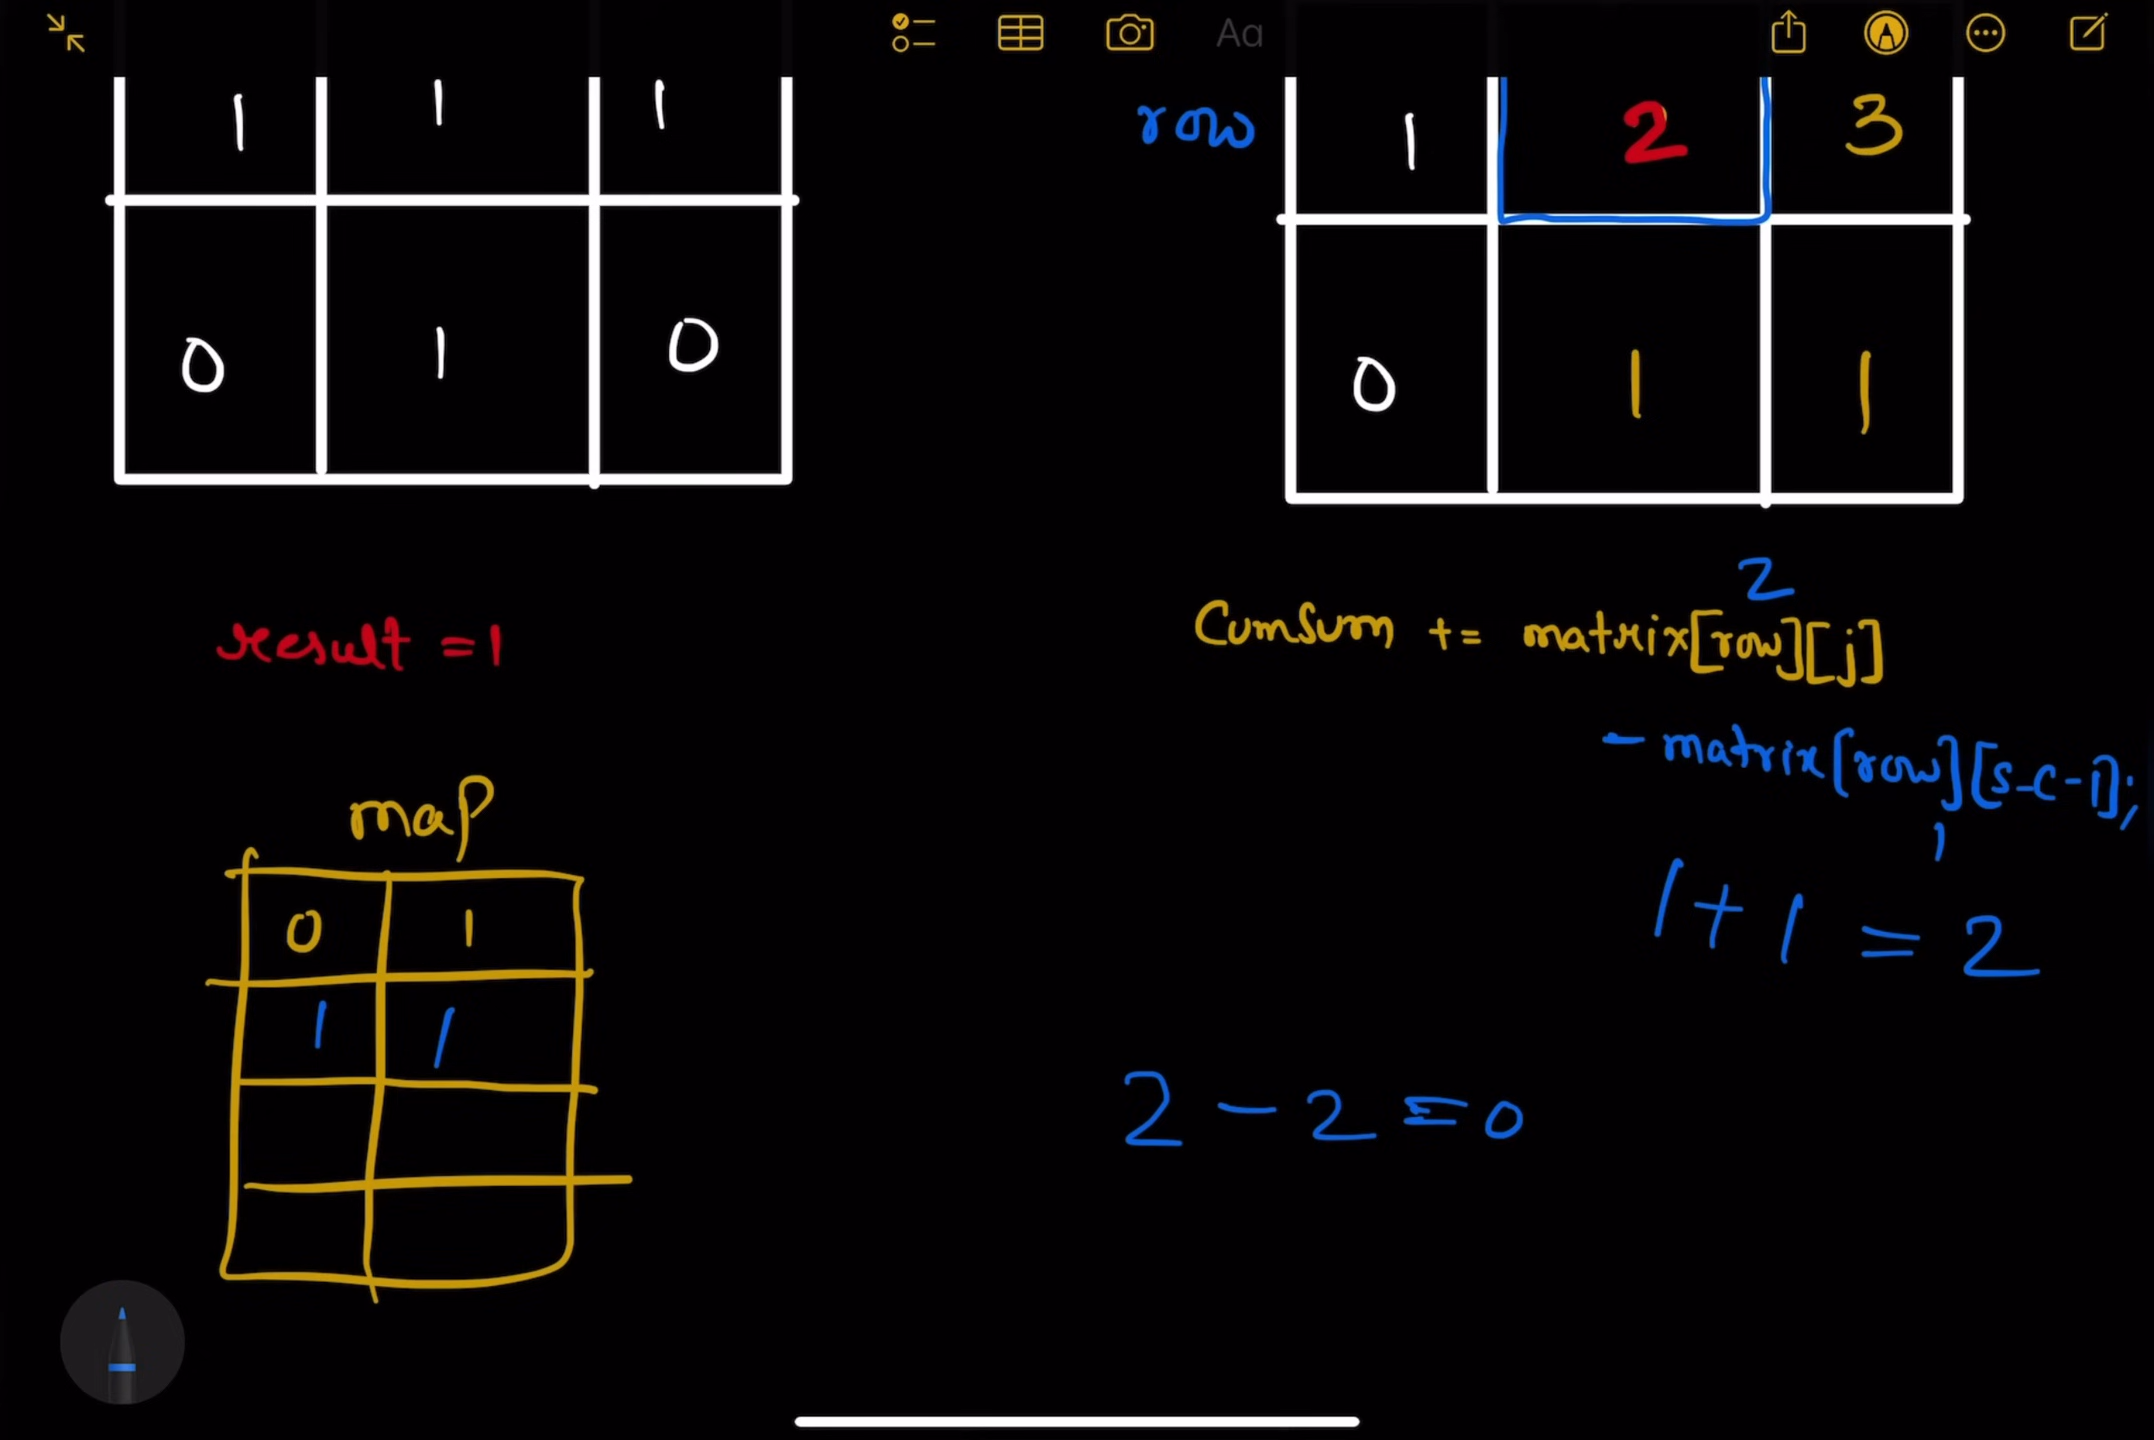 Aa
1 1 1
0 1 0
row 1 2 3
0 1 1
result = 1
2
CumSum += matrix[row][j]
- matrix[row][s-c-1];
1
1 + 1 = 2
2 - 2 = 0
map
0 1
1 1